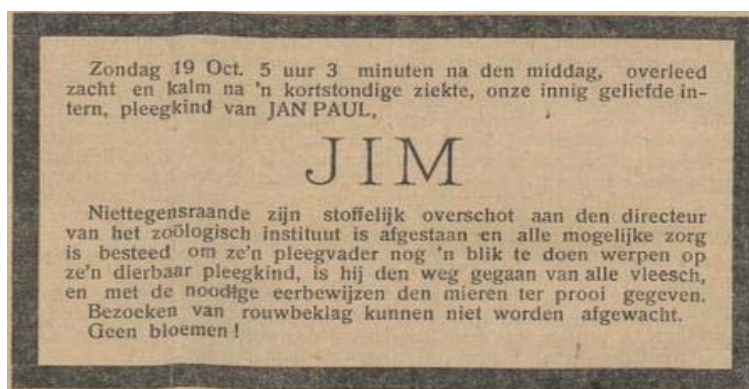 Zondag 19 Oct. 5 uur 3 minuten na den middag, overleed
zacht en kalm na 'n kortstondige ziekte, onze innig geliefde in-
tern, pleegkind van JAN PAUL,
JIM
Niettegensraande zijn stoffelijk overschot aan den directeur
van het zoölogisch instituut is afgestaan en alle mogelijke zorg
is besteed om ze'n pleegvader nog 'n blik te doen werpen op
ze'n dierbaar pleegkind, is hij den weg gegaan van alle vleesch,
en met de noodige eerbewijzen den mieren ter prooi gegeven.
Bezoeken van rouwbeklag kunnen niet worden afgewacht.
Geen bloemen!